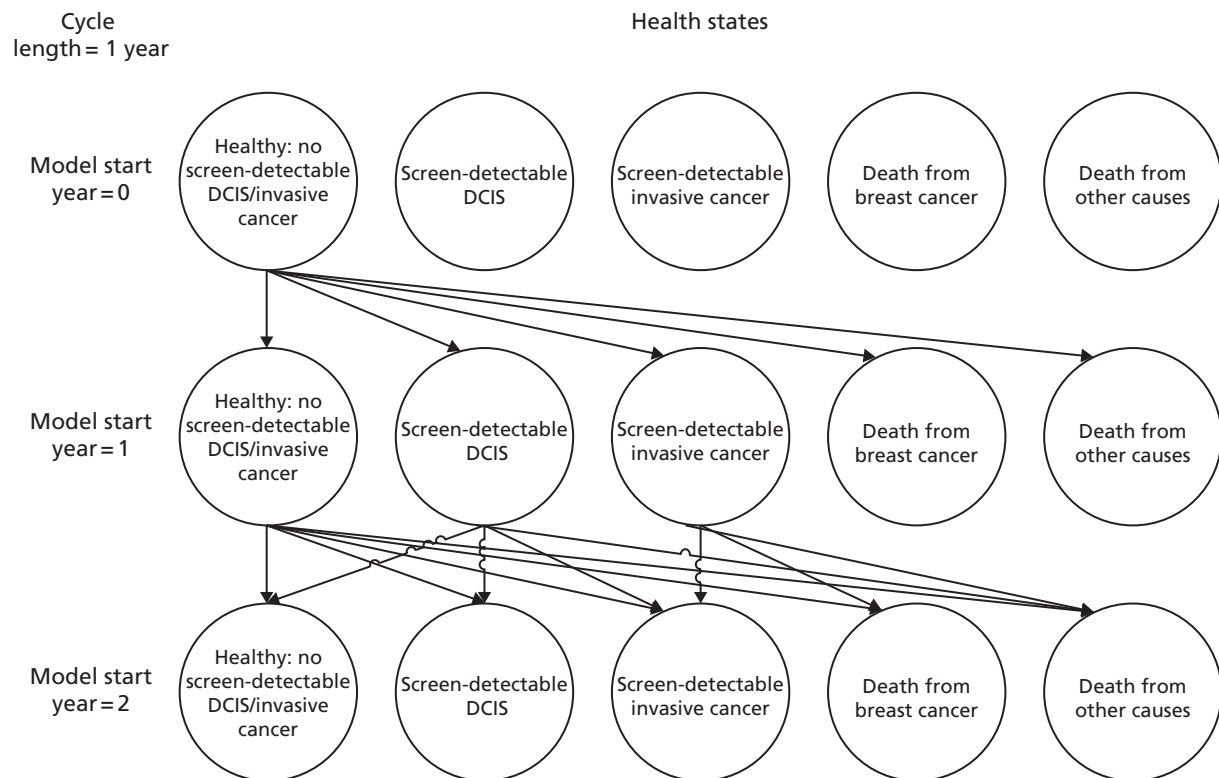 Cycle
length = 1 year
Health states
Model start
year = 0
Healthy: no
screen-detectable
DCIS/invasive
cancer
Screen-detectable
DCIS
Screen-detectable
invasive cancer
Death from
breast cancer
Death from
other causes
Model start
year = 1
Healthy: no
screen-detectable
DCIS/invasive
cancer
Screen-detectable
DCIS
Screen-detectable
invasive cancer
Death from
breast cancer
Death from
other causes
Model start
year = 2
Healthy: no
screen-detectable
DCIS/invasive
cancer
Screen-detectable
DCIS
Screen-detectable
invasive cancer
Death from
breast cancer
Death from
other causes